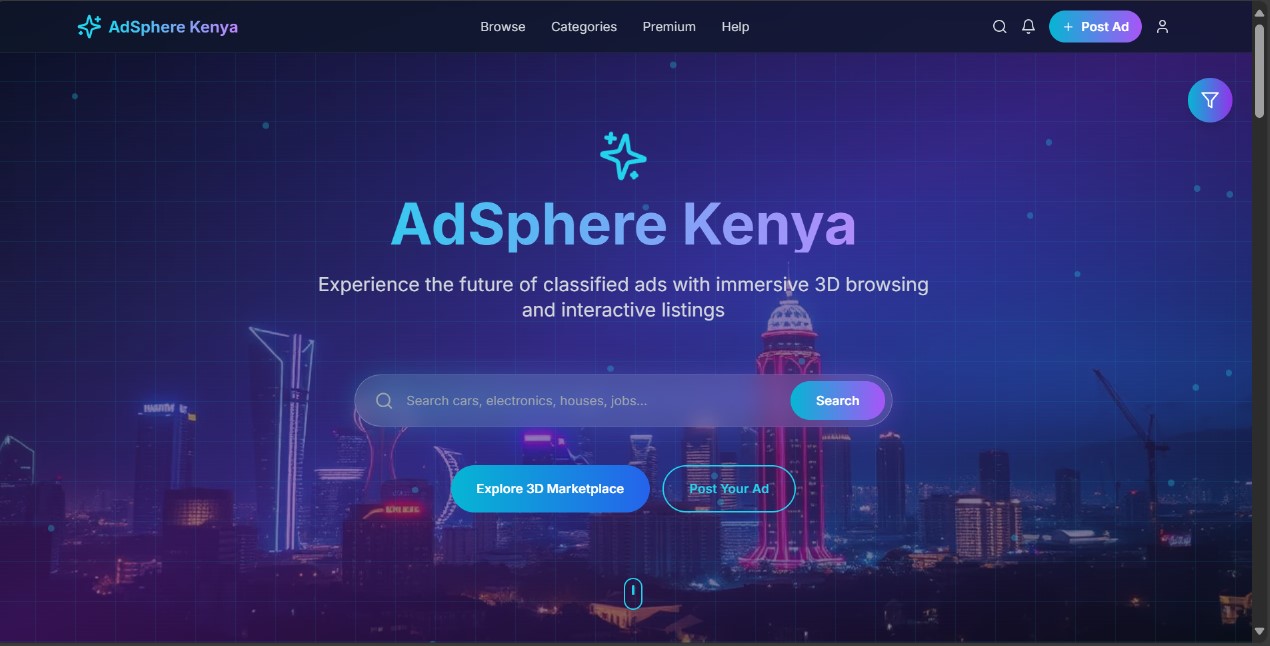 AdSphere Kenya
Browse Categories Premium Help
+ Post Ad
AdSphere Kenya
Experience the future of classified ads with immersive 3D browsing
and interactive listings
Search cars, electronics, houses, jobs...
Search
Explore 3D Marketplace
Post Your Ad